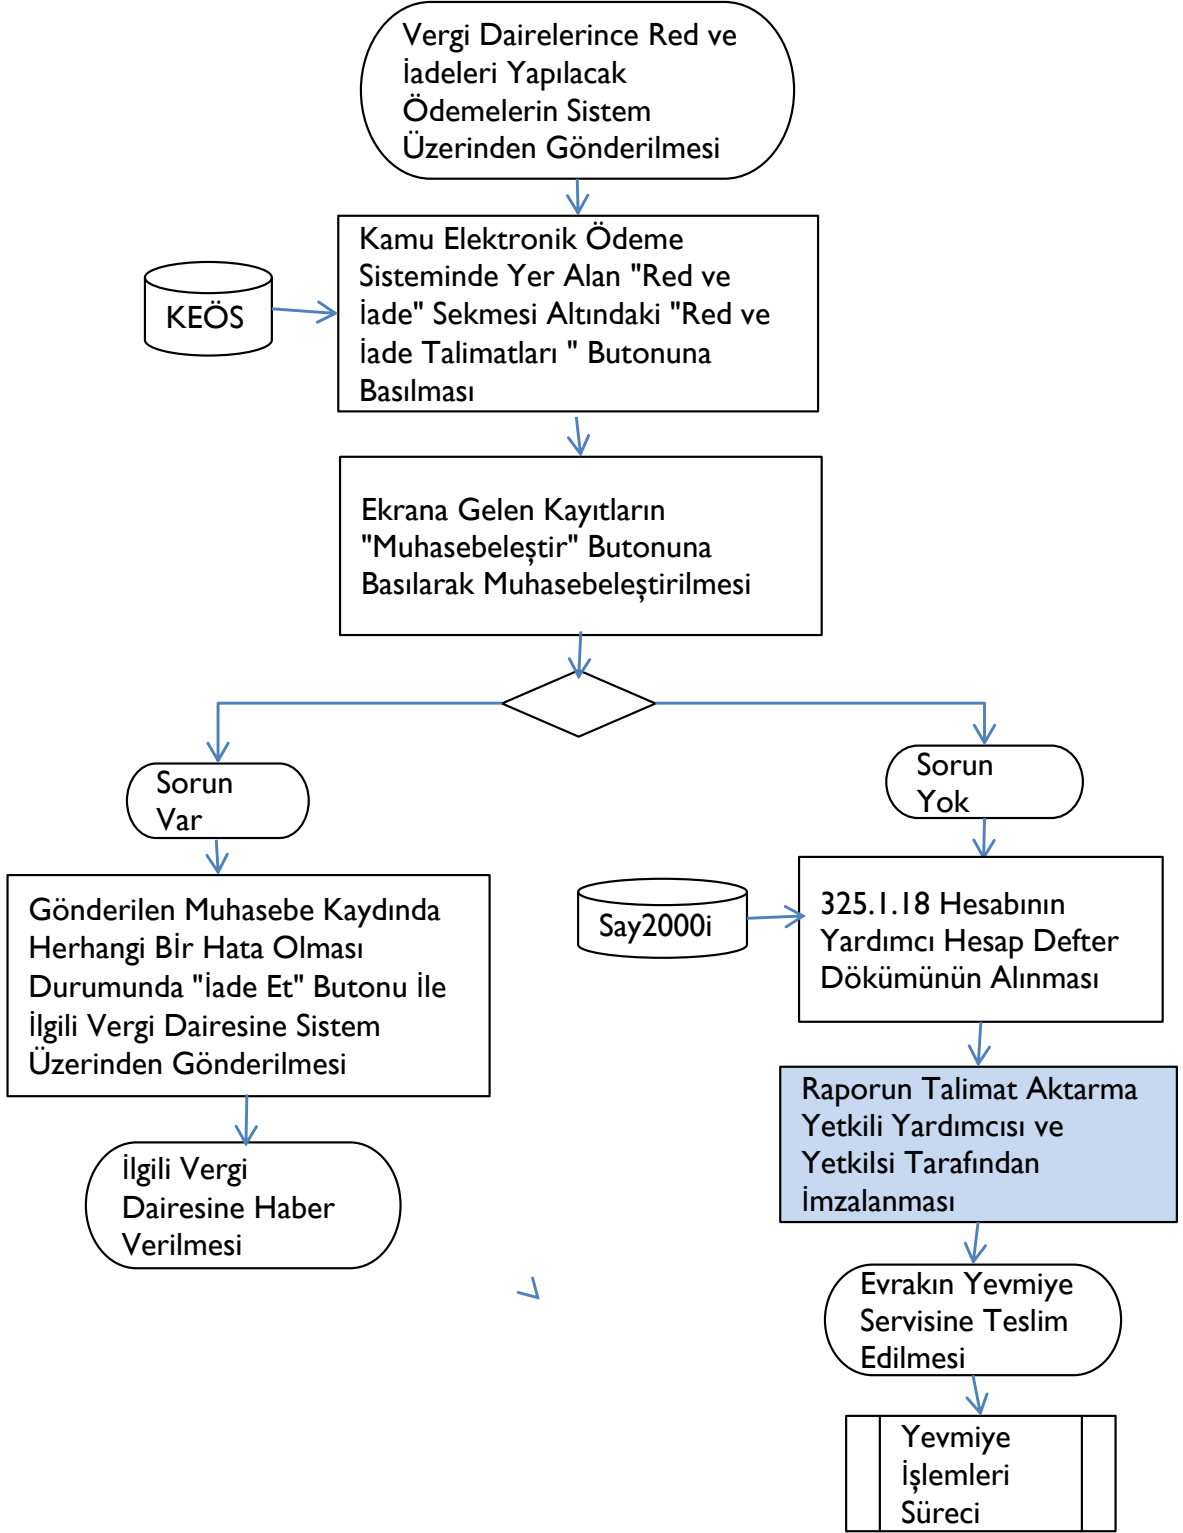 Vergi Dairelerince Red ve
İadeleri Yapılacak
Ödemelerin Sistem
Üzerinden Gönderilmesi
Kamu Elektronik Ödeme
Sisteminde Yer Alan "Red ve
İade" Sekmesi Altındaki "Red ve
İade Talimatları " Butonuna
Basılması
KEÖS
Ekrana Gelen Kayıtların
"Muhasebeleştir" Butonuna
Basılarak Muhasebeleştirilmesi
Sorun
Var
Sorun
Yok
Gönderilen Muhasebe Kaydında
Herhangi Bİr Hata Olması
Durumunda "İade Et" Butonu İle
İlgili Vergi Dairesine Sistem
Üzerinden Gönderilmesi
Say2000i
325.1.18 Hesabının
Yardımcı Hesap Defter
Dökümünün Alınması
Raporun Talimat Aktarma
Yetkili Yardımcısı ve
Yetkilsi Tarafından
İmzalanması
İlgili Vergi
Dairesine Haber
Verilmesi
Evrakın Yevmiye
Servisine Teslim
Edilmesi
Yevmiye
İşlemleri
Süreci